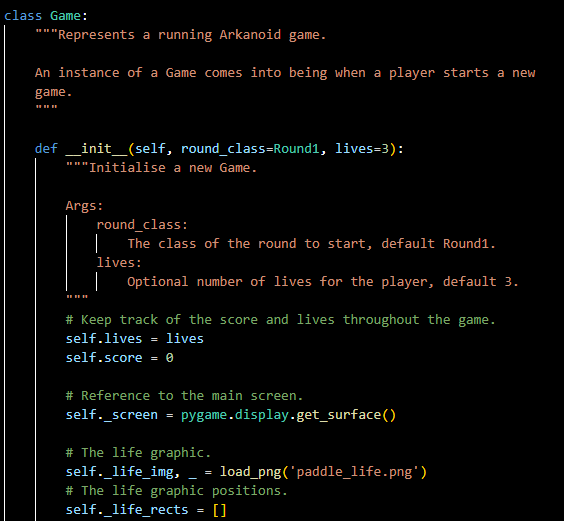 class Game:
    """Represents a running Arkanoid game.

    An instance of a Game comes into being when a player starts a new
    game.
    """

    def __init__(self, round_class=Round1, lives=3):
        """Initialise a new Game.

        Args:
            round_class:
                The class of the round to start, default Round1.
            lives:
                Optional number of lives for the player, default 3.
        """
        # Keep track of the score and lives throughout the game.
        self.lives = lives
        self.score = 0

        # Reference to the main screen.
        self._screen = pygame.display.get_surface()

        # The life graphic.
        self._life_img, _ = load_png('paddle_life.png')
        # The life graphic positions.
        self._life_rects = []